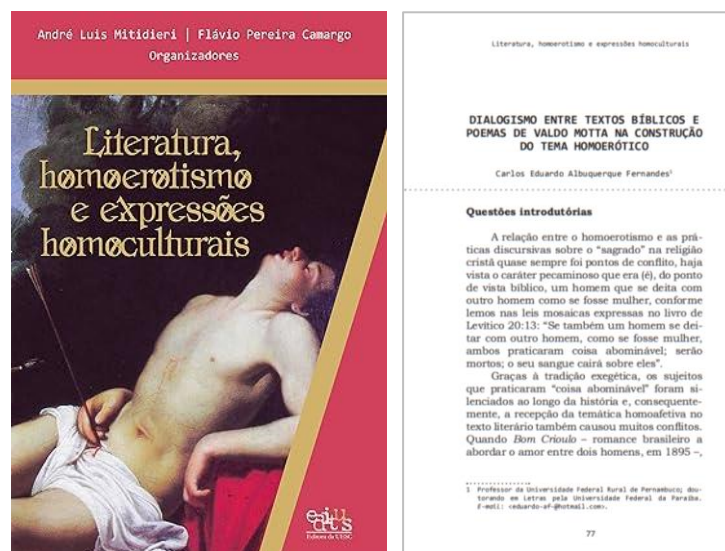 André Luis Mitidieri | Flávio Pereira Camargo
Organizadores
Literatura,
homoerotismo
e expressões
homoculturais
editus
Editora da UESC
Literatura, homoerotismo e expressões homoculturais
DIALOGISMO ENTRE TEXTOS BÍBLICOS E
POEMAS DE VALDO MOTTA NA CONSTRUÇÃO
DO TEMA HOMOERÓTICO
Carlos Eduardo Albuquerque Fernandes¹
Questões introdutórias
A relação entre o homoerotismo e as prá-
ticas discursivas sobre o “sagrado” na religião
cristã quase sempre foi pontos de conflito, haja
vista o caráter pecaminoso que era (é), do ponto
de vista bíblico, um homem que se deita com
outro homem como se fosse mulher, conforme
lemos nas leis mosaicas expressas no livro de
Levítico 20:13: “Se também um homem se dei-
tar com outro homem, como se fosse mulher,
ambos praticaram coisa abominável; serão
mortos; o seu sangue cairá sobre eles”.
Graças à tradição exegética, os sujeitos
que praticaram “coisa abominável” foram si-
lenciados ao longo da história e, consequente-
mente, a recepção da temática homoafetiva no
texto literário também causou muitos conflitos.
Quando Bom Crioulo – romance brasileiro a
abordar o amor entre dois homens, em 1895 –,
1 Professor da Universidade Federal Rural de Pernambuco; dou-
torando em Letras pela Universidade Federal da Paraíba.
E-mail: <eduardo-af-@hotmail.com>.
77